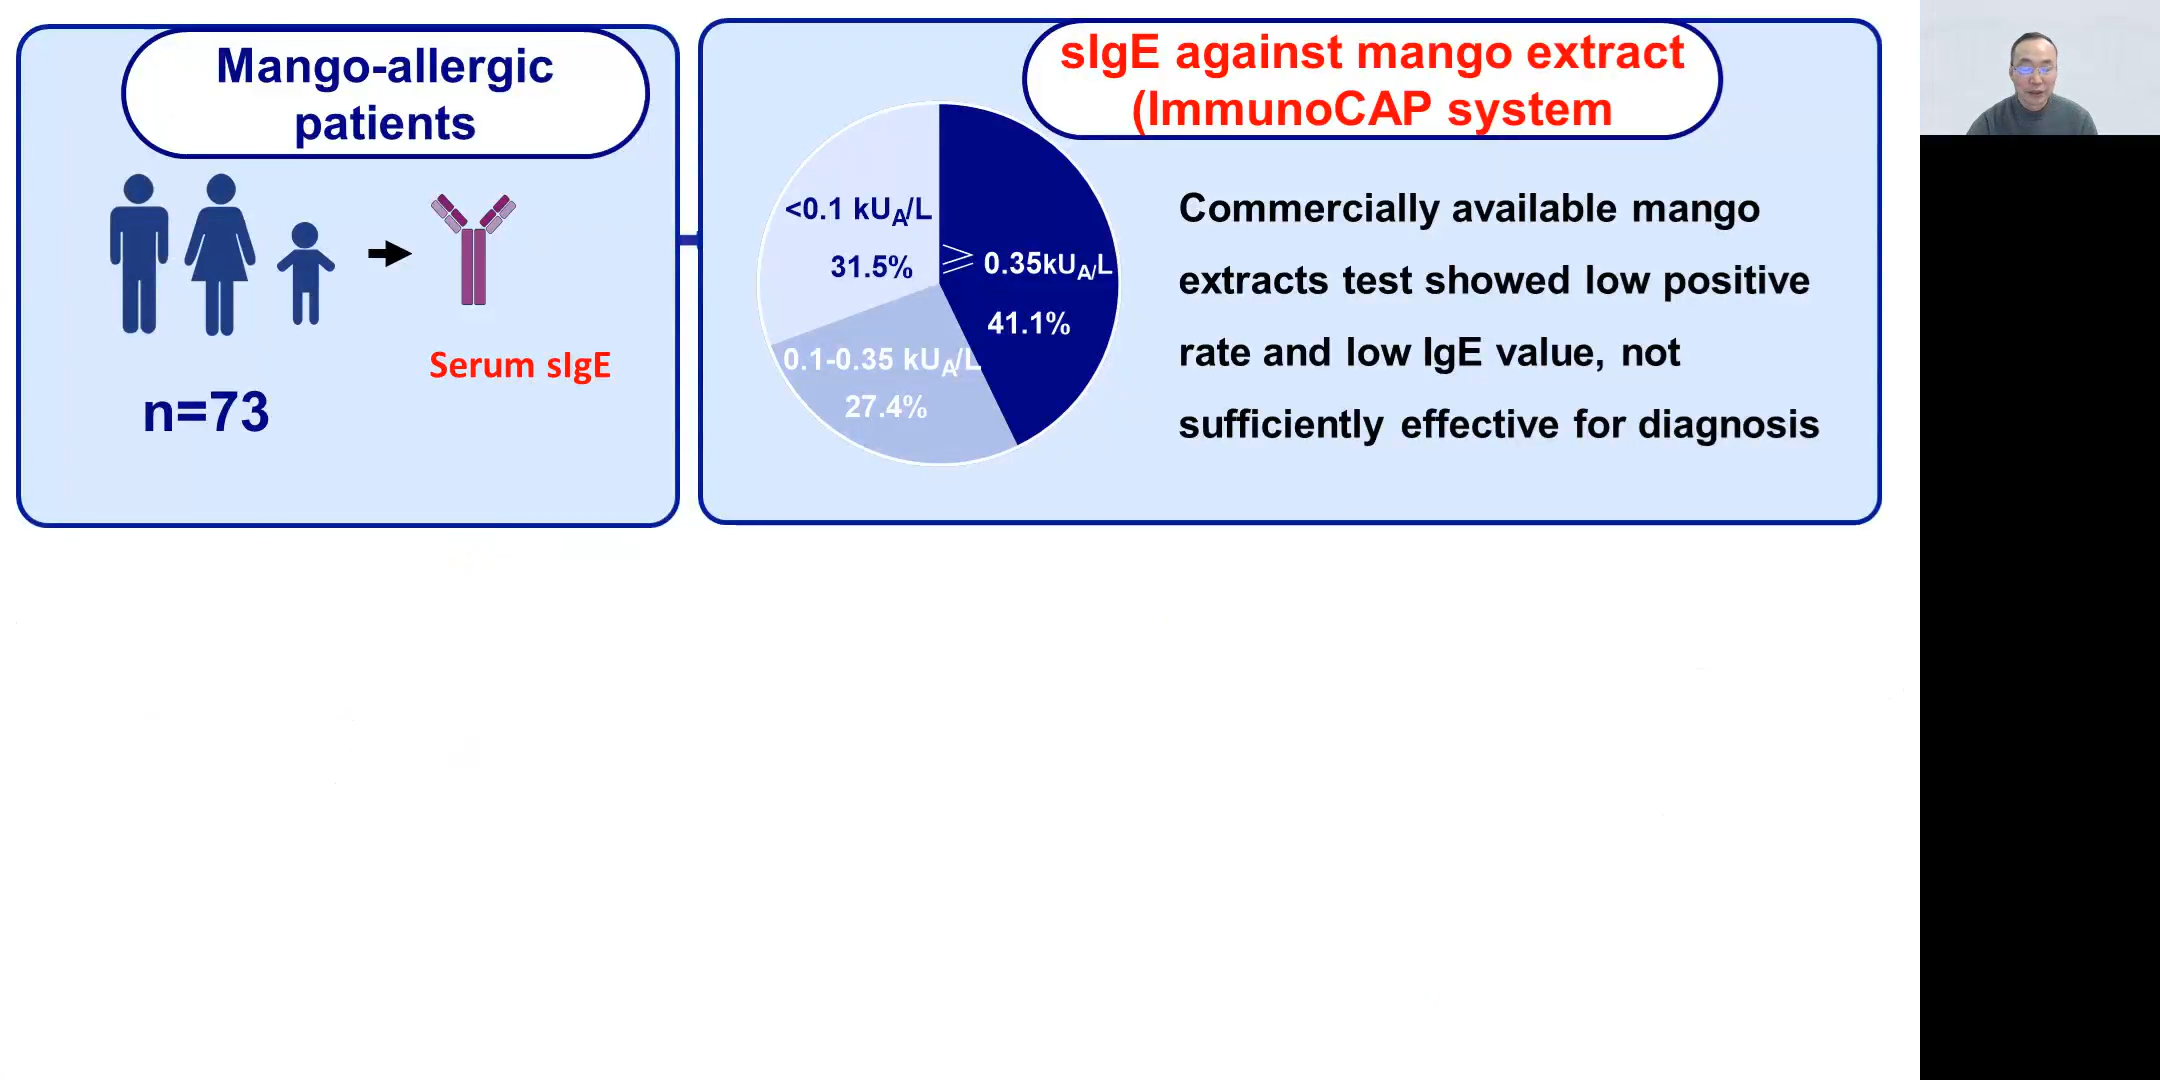 Mango-allergic
patients
Serum sIgE
n=73
sIgE against mango extract
(ImmunoCAP system
<0.1 kUA/L
31.5%
≥ 0.35kUA/L
41.1%
0.1-0.35 kUA/L
27.4%
Commercially available mango
extracts test showed low positive
rate and low IgE value, not
sufficiently effective for diagnosis